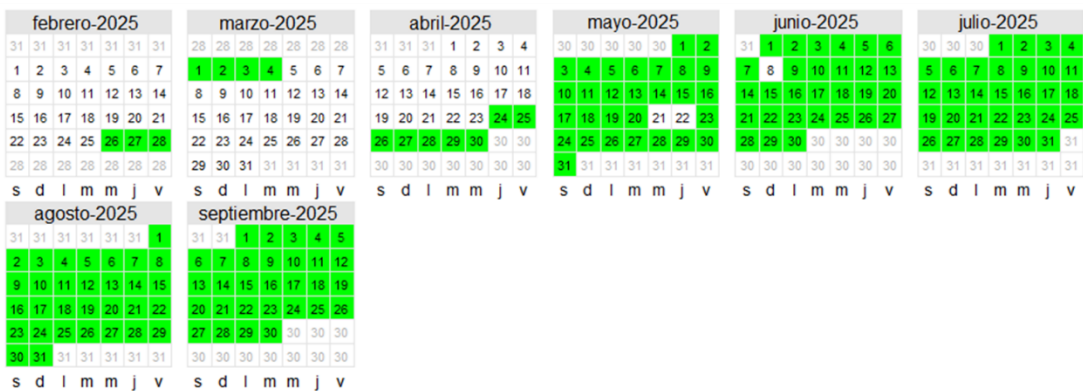 febrero-2025 marzo-2025 abril-2025 mayo-2025 junio-2025 julio-2025
31 31 31 31 31 31 31 28 28 28 28 28 28 28 31 31 31 1 2 3 4 30 30 30 30 30 1 2 31 1 2 3 4 5 6 30 30 30 1 2 3 4
1 2 3 4 5 6 7 1 2 3 4 5 6 7 5 6 7 8 9 10 11 3 4 5 6 7 8 9 7 8 9 10 11 12 13 5 6 7 8 9 10 11
8 9 10 11 12 13 14 8 9 10 11 12 13 14 12 13 14 15 16 17 18 10 11 12 13 14 15 16 14 15 16 17 18 19 20 12 13 14 15 16 17 18
15 16 17 18 19 20 21 15 16 17 18 19 20 21 19 20 21 22 23 24 25 17 18 19 20 21 22 23 21 22 23 24 25 26 27 19 20 21 22 23 24 25
22 23 24 25 26 27 28 22 23 24 25 26 27 28 26 27 28 29 30 30 30 24 25 26 27 28 29 30 28 29 30 30 30 30 30 26 27 28 29 30 31 31
28 28 28 28 28 28 28 29 30 31 31 31 31 31 30 30 30 30 30 30 30 31 31 31 31 31 31 31 30 30 30 30 30 30 30 31 31 31 31 31 31 31
s d l m m j v s d l m m j v s d l m m j v s d l m m j v s d l m m j v s d l m m j v
agosto-2025 septiembre-2025
31 31 31 31 31 31 1 31 31 1 2 3 4 5
2 3 4 5 6 7 8 6 7 8 9 10 11 12
9 10 11 12 13 14 15 13 14 15 16 17 18 19
16 17 18 19 20 21 22 20 21 22 23 24 25 26
23 24 25 26 27 28 29 27 28 29 30 30 30 30
30 31 31 31 31 31 31 30 30 30 30 30 30 30
s d l m m j v s d l m m j v